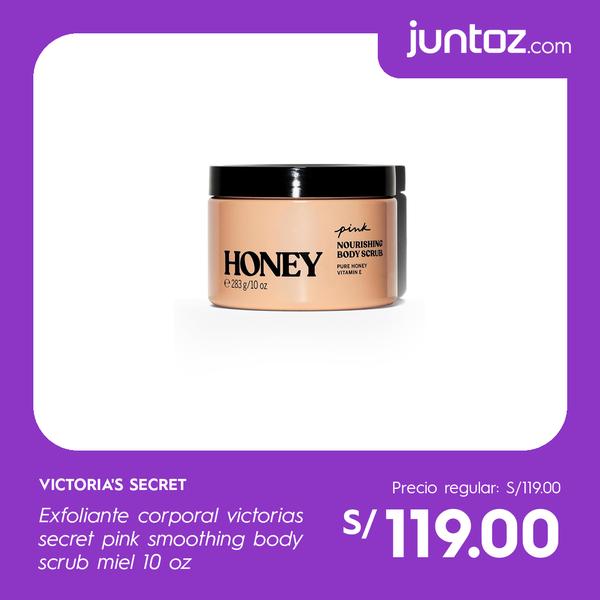 juntoz.com
HONEY
℮ 283 g/10 oz
pink
NOURISHING
BODY SCRUB
PURE HONEY
VITAMIN E
VICTORIA'S SECRET
Exfoliante corporal victorias
secret pink smoothing body
scrub miel 10 oz
Precio regular: S/119.00
S/119.00